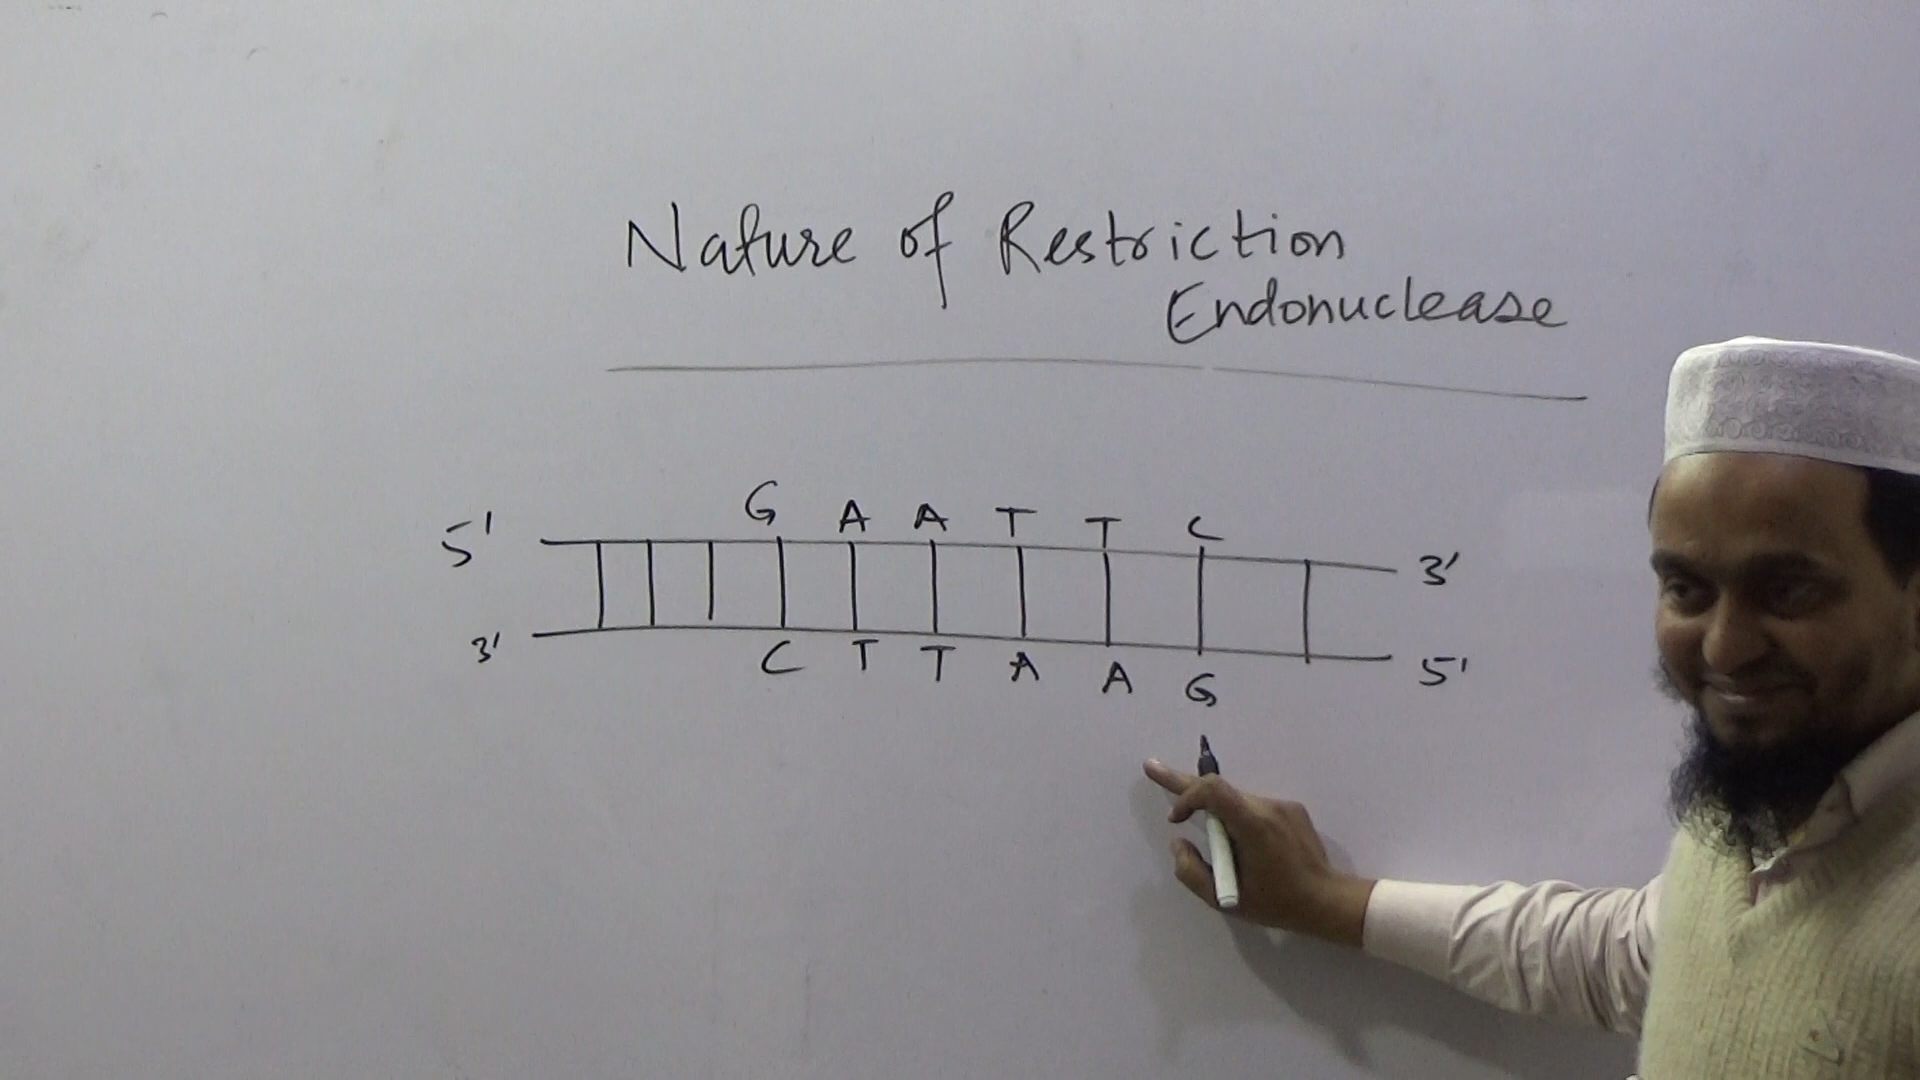 Nature of Restriction
Endonuclease
G A A T T C
5' 3'
3' 5'
C T T A A G